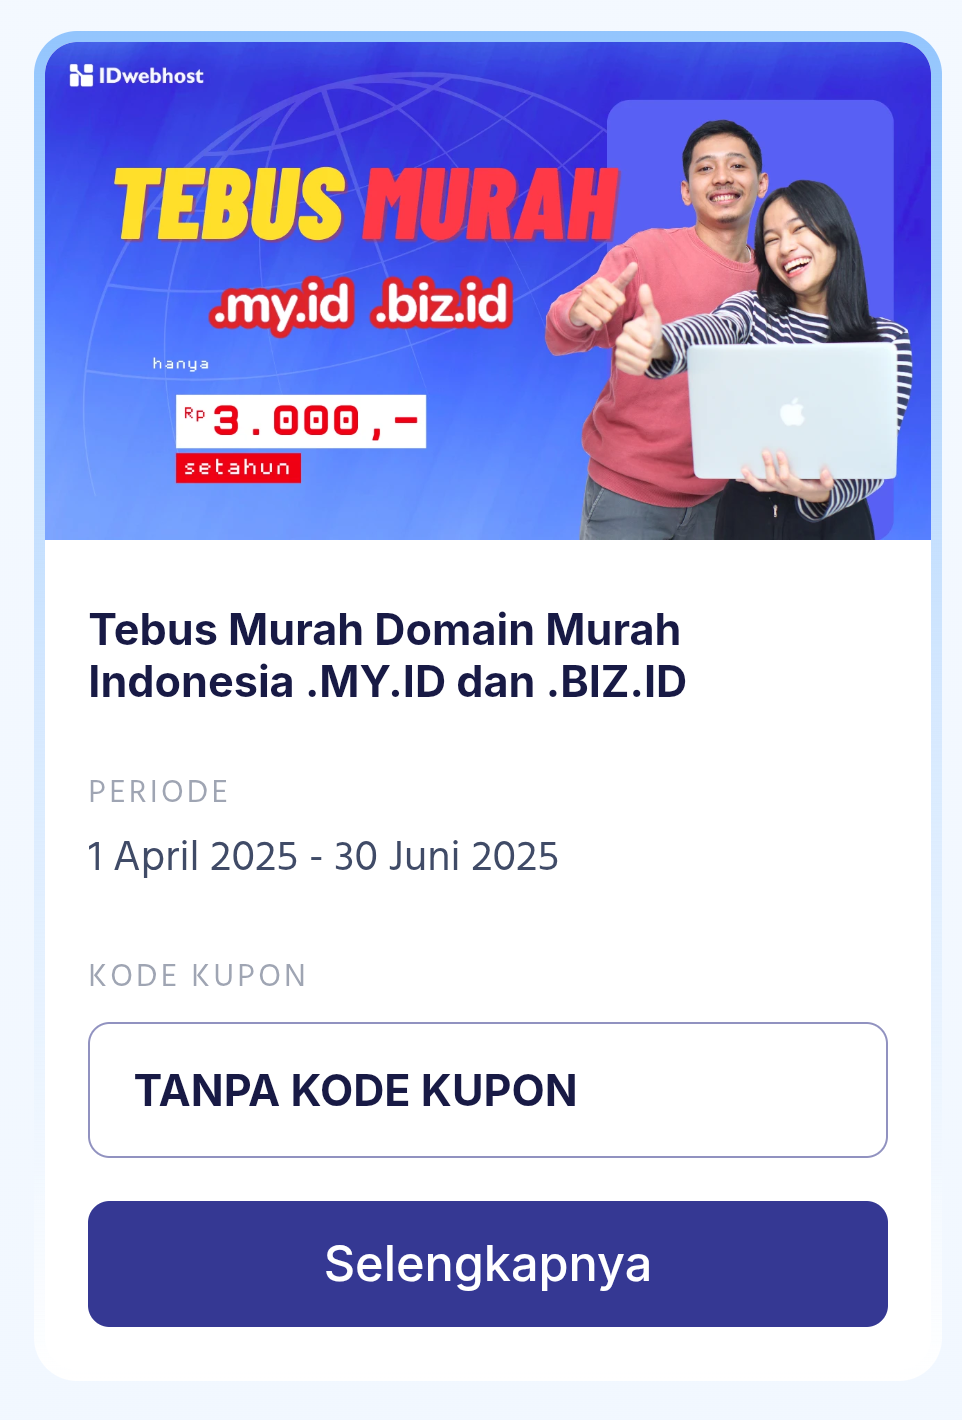 IDwebhost
TEBUS MURAH
.my.id .biz.id
hanya
Rp 3.000,-
setahun
Tebus Murah Domain Murah
Indonesia .MY.ID dan .BIZ.ID
PERIODE
1 April 2025 - 30 Juni 2025
KODE KUPON
TANPA KODE KUPON
Selengkapnya